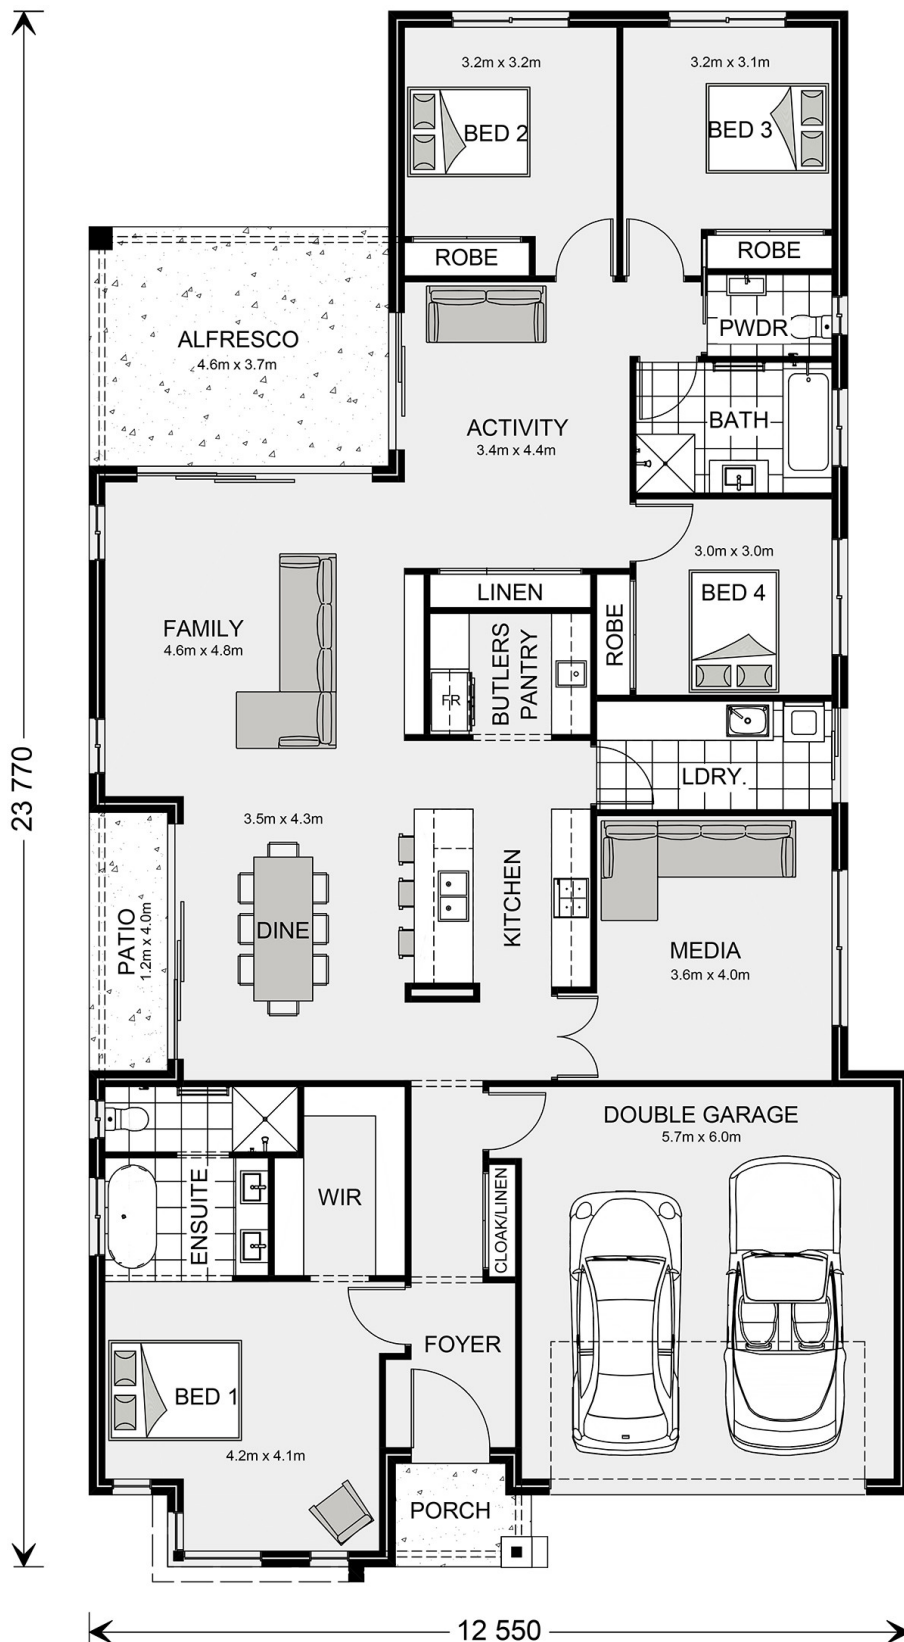 3.2m x 3.2m
BED 2
ROBE
3.2m x 3.1m
BED 3
ROBE
PWDR
ALFRESCO
4.6m x 3.7m
ACTIVITY
3.4m x 4.4m
BATH
3.0m x 3.0m
BED 4
ROBE
LINEN
BUTLERS
PANTRY
FR
FAMILY
4.6m x 4.8m
23 770
LDRY.
3.5m x 4.3m
DINE
KITCHEN
PATIO
1.2m x 4.0m
MEDIA
3.6m x 4.0m
DOUBLE GARAGE
5.7m x 6.0m
ENSUITE
WIR
CLOAK/LINEN
FOYER
BED 1
4.2m x 4.1m
PORCH
12 550